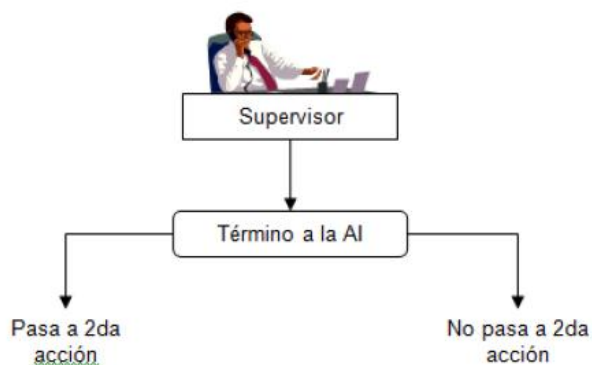 Supervisor
Término a la AI
Pasa a 2da
acción
No pasa a 2da
acción